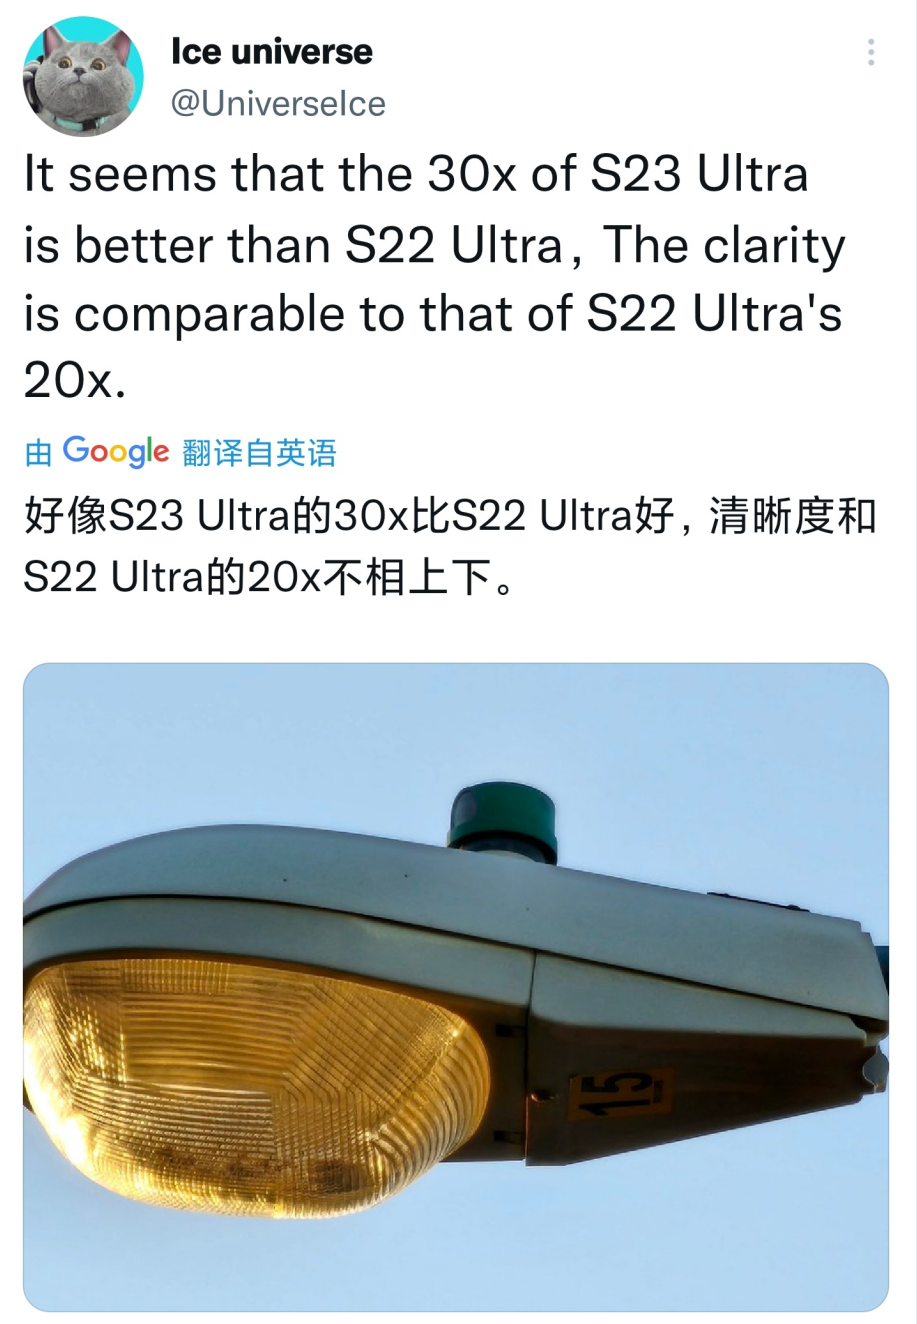 Ice universe
@UniverseIce
It seems that the 30x of S23 Ultra
is better than S22 Ultra，The clarity
is comparable to that of S22 Ultra's
20x.
由 Google 翻译自英语
好像S23 Ultra的30x比S22 Ultra好，清晰度和
S22 Ultra的20x不相上下。
15